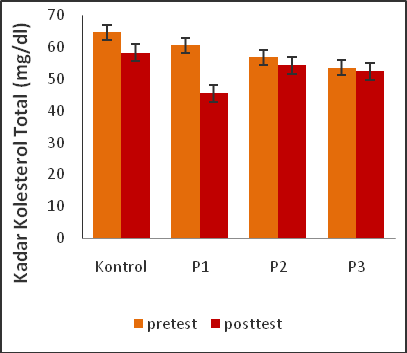 Kadar Kolesterol Total (mg/dl)
70
60
50
40
30
20
10
0
Kontrol P1 P2 P3
pretest posttest